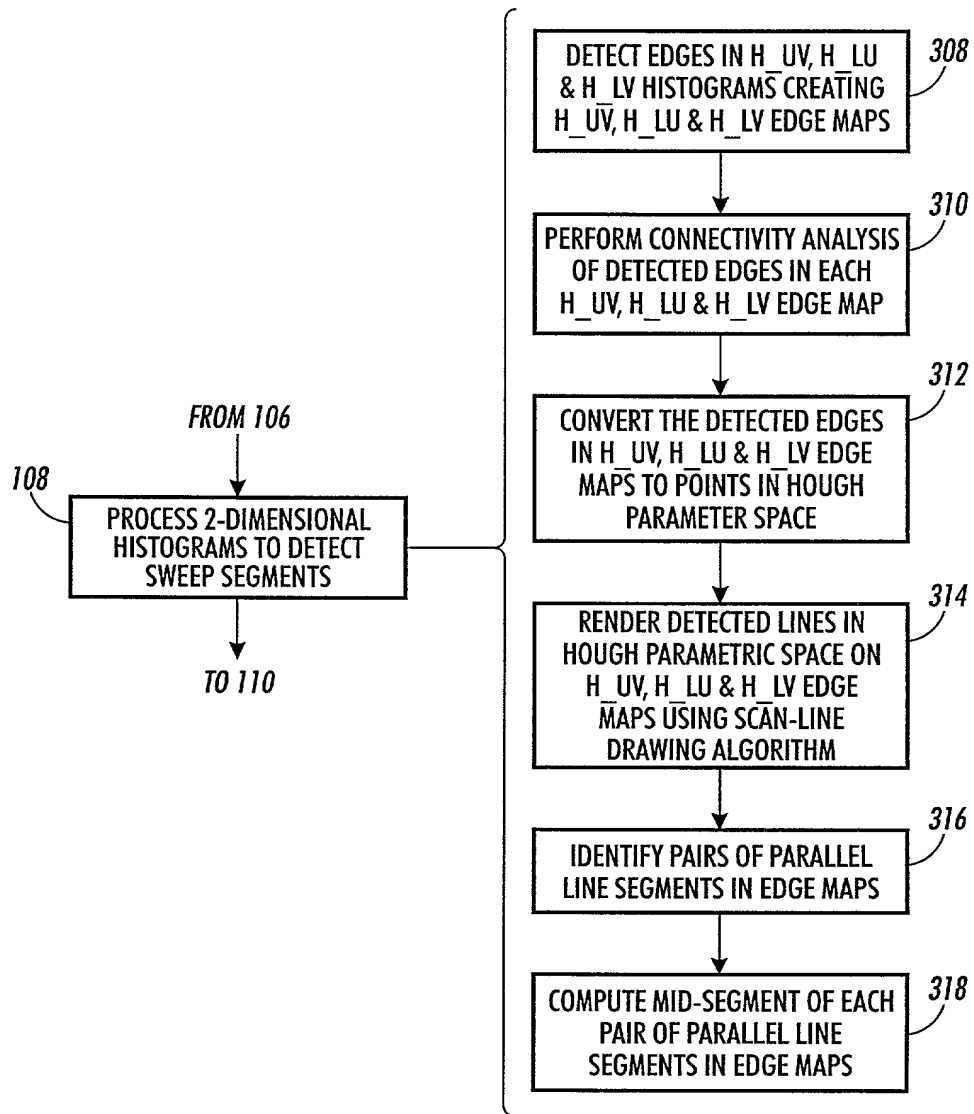 FROM 106
108
PROCESS 2-DIMENSIONAL
HISTOGRAMS TO DETECT
SWEEP SEGMENTS
TO 110
308
DETECT EDGES IN H_UV, H_LU
& H_LV HISTOGRAMS CREATING
H_UV, H_LU & H_LV EDGE MAPS
310
PERFORM CONNECTIVITY ANALYSIS
OF DETECTED EDGES IN EACH
H_UV, H_LU & H_LV EDGE MAP
312
CONVERT THE DETECTED EDGES
IN H_UV, H_LU & H_LV EDGE
MAPS TO POINTS IN HOUGH
PARAMETER SPACE
314
RENDER DETECTED LINES IN
HOUGH PARAMETRIC SPACE ON
H_UV, H_LU & H_LV EDGE
MAPS USING SCAN-LINE
DRAWING ALGORITHM
316
IDENTIFY PAIRS OF PARALLEL
LINE SEGMENTS IN EDGE MAPS
318
COMPUTE MID-SEGMENT OF EACH
PAIR OF PARALLEL LINE
SEGMENTS IN EDGE MAPS